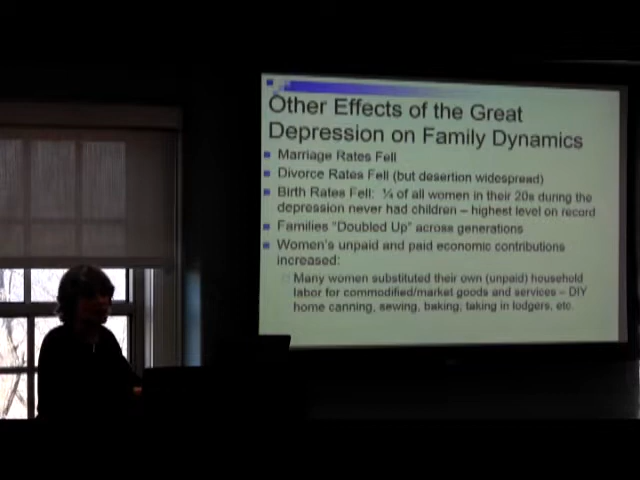 Other Effects of the Great
Depression on Family Dynamics
Marriage Rates Fell
Divorce Rates Fell (but desertion widespread)
Birth Rates Fell: ¼ of all women in their 20s during the
depression never had children – highest level on record
Families "Doubled Up" across generations
Women's unpaid and paid economic contributions
increased:
Many women substituted their own (unpaid) household
labor for commodified/market goods and services – DIY
home canning, sewing, baking, taking in lodgers, etc.